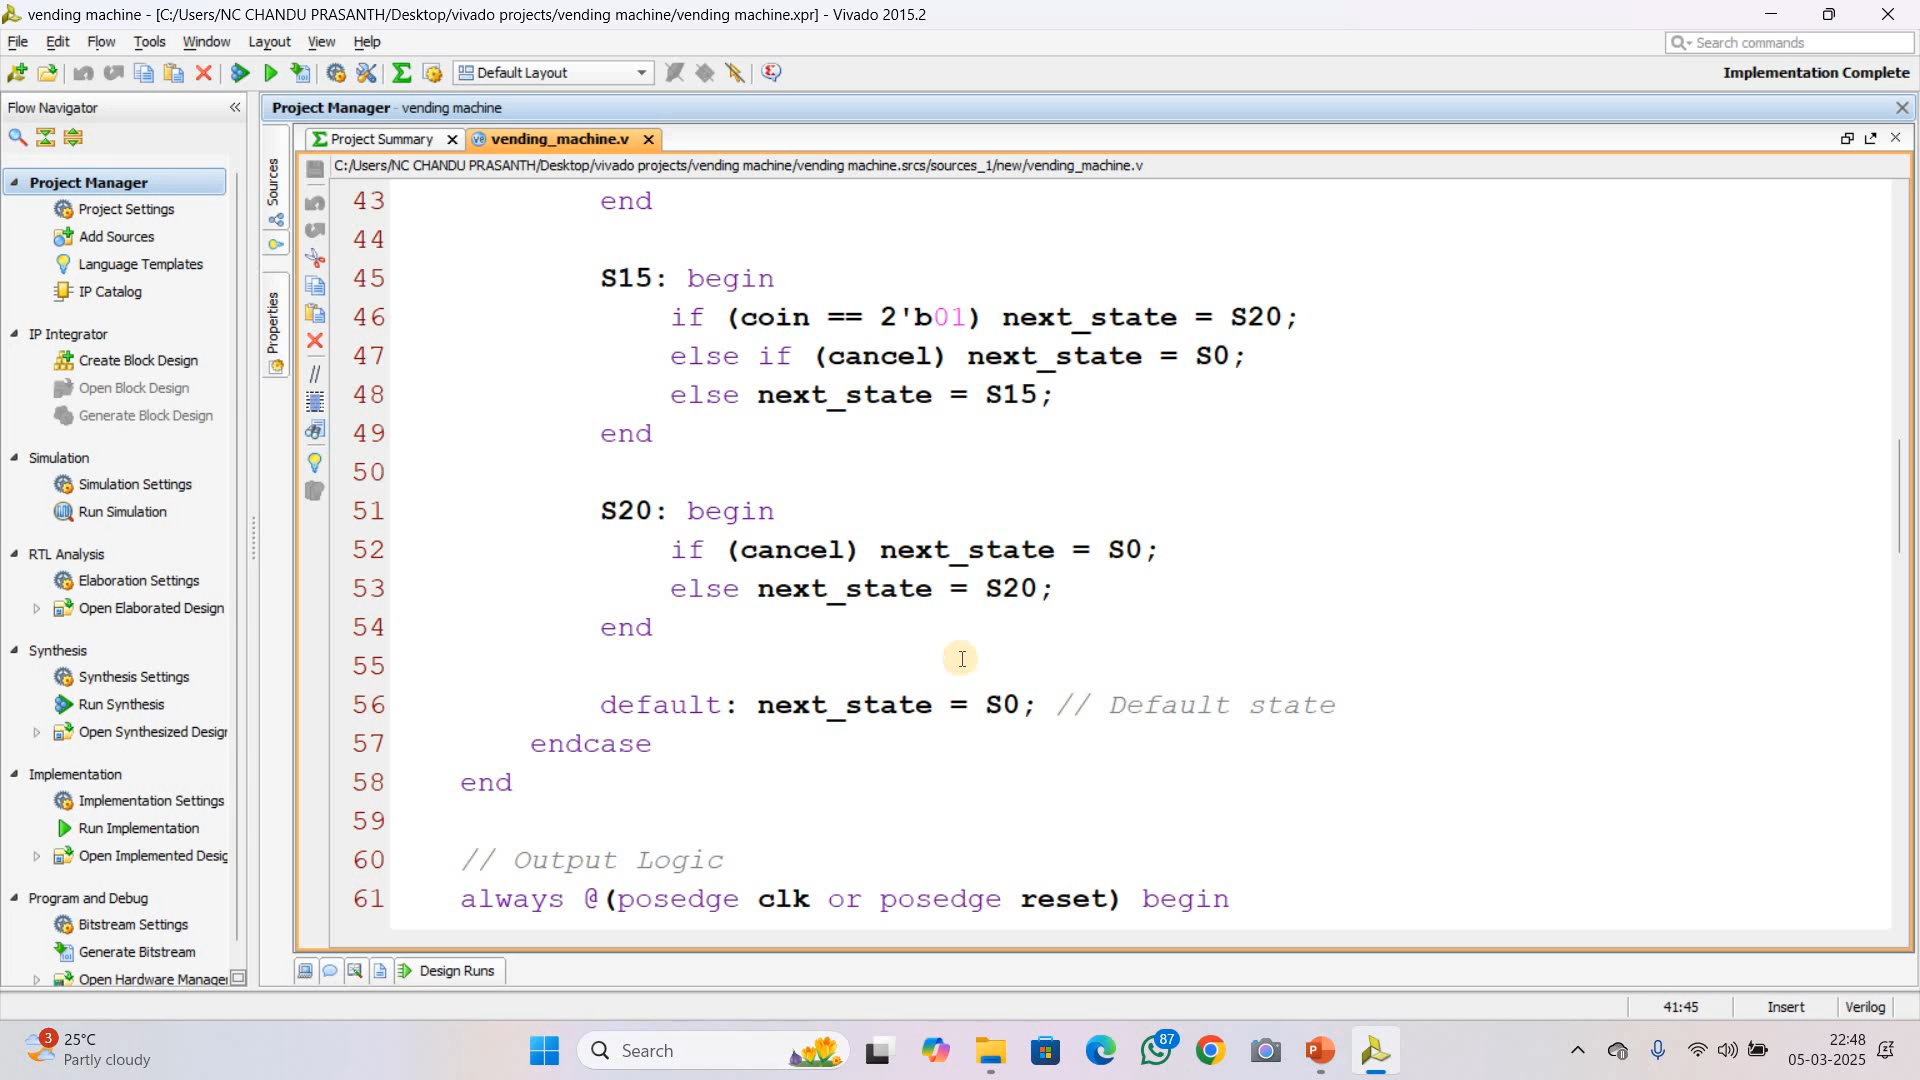 vending machine - [C:/Users/NC CHANDU PRASANTH/Desktop/vivado projects/vending machine/vending machine.xpr] - Vivado 2015.2
File Edit Flow Tools Window Layout View Help
Search commands
Default Layout
Implementation Complete
Flow Navigator
Project Manager - vending machine
Project Summary
vending_machine.v
C:/Users/NC CHANDU PRASANTH/Desktop/vivado projects/vending machine/vending machine.srcs/sources_1/new/vending_machine.v
Project Manager
Project Settings
Add Sources
Language Templates
IP Catalog
IP Integrator
Create Block Design
Open Block Design
Generate Block Design
Simulation
Simulation Settings
Run Simulation
RTL Analysis
Elaboration Settings
Open Elaborated Design
Synthesis
Synthesis Settings
Run Synthesis
Open Synthesized Desigr
Implementation
Implementation Settings
Run Implementation
Open Implemented Desig
Program and Debug
Bitstream Settings
Generate Bitstream
Open Hardware Manage
Sources
Properties
43 end
44
45 S15: begin
46 if (coin == 2'b01) next_state = S20;
47 else if (cancel) next_state = S0;
48 else next_state = S15;
49 end
50
51 S20: begin
52 if (cancel) next_state = S0;
53 else next_state = S20;
54 end
55
56 default: next_state = S0; // Default state
57 endcase
58 end
59
60 // Output Logic
61 always @(posedge clk or posedge reset) begin
Design Runs
41:45 Insert Verilog
3
25°C
Partly cloudy
Search
87
22:48
05-03-2025